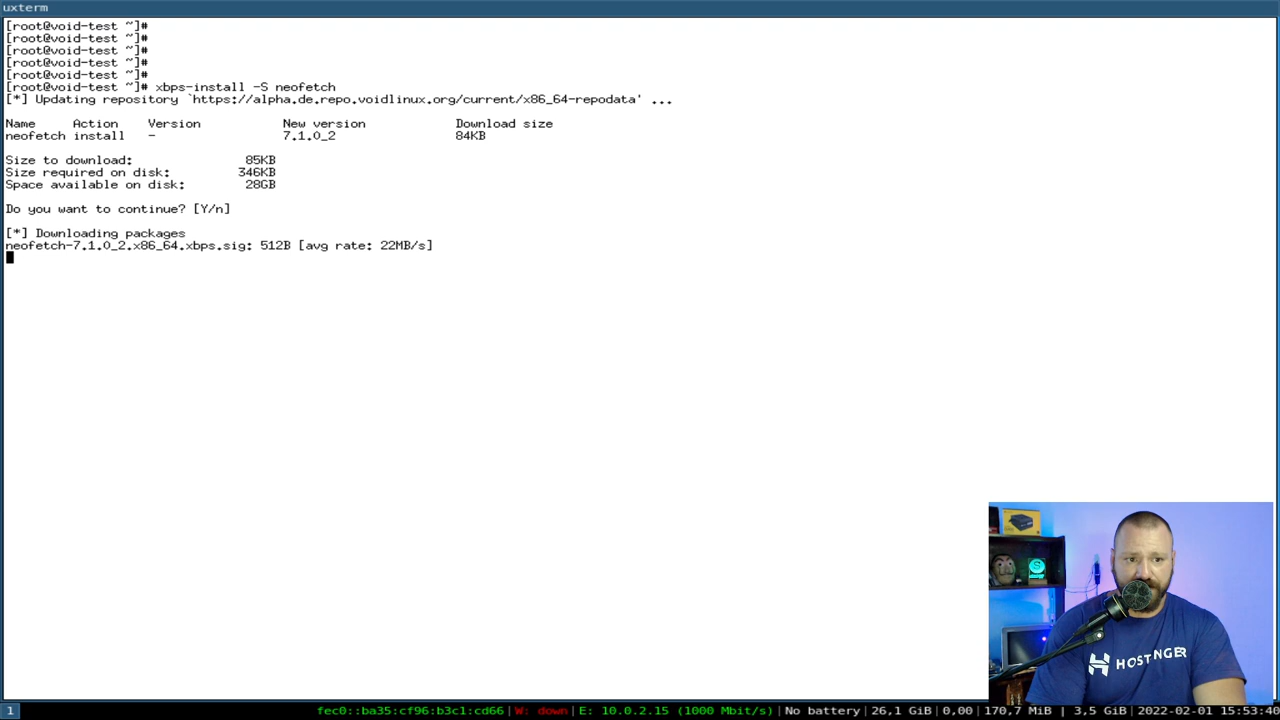 uxterm
[root@void-test ~]#
[root@void-test ~]#
[root@void-test ~]#
[root@void-test ~]#
[root@void-test ~]#
[root@void-test ~]# xbps-install -S neofetch
[*] Updating repository `https://alpha.de.repo.voidlinux.org/current/x86_64-repodata' ...
Name Action Version New version Download size
neofetch install - 7.1.0_2 84KB
Size to download: 85KB
Size required on disk: 346KB
Space available on disk: 28GB
Do you want to continue? [Y/n]
[*] Downloading packages
neofetch-7.1.0_2.x86_64.xbps.sig: 512B [avg rate: 22MB/s]
HOSTINGER
1 fec0::ba35:cf96:b3c1:cd66|W: down|E: 10.0.2.15 (1000 Mbit/s)|No battery|26,1 GiB|0,00|170,7 MiB | 3,5 GiB|2022-02-01 15:53:40